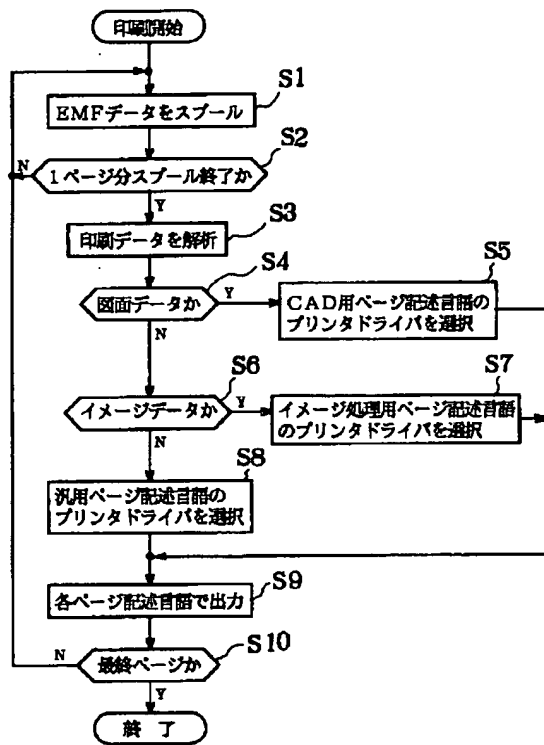 印刷開始
S1
EMFデータをスプール
S2
N
1ページ分スプール終了か
Y
S3
印刷データを解析
S4
図面データか
Y
N
S5
CAD用ページ記述言語の
プリンタドライバを選択
S6
イメージデータか
Y
N
S7
イメージ処理用ページ記述言語
のプリンタドライバを選択
S8
汎用ページ記述言語の
プリンタドライバを選択
S9
各ページ記述言語で出力
S10
N
最終ページか
Y
終了